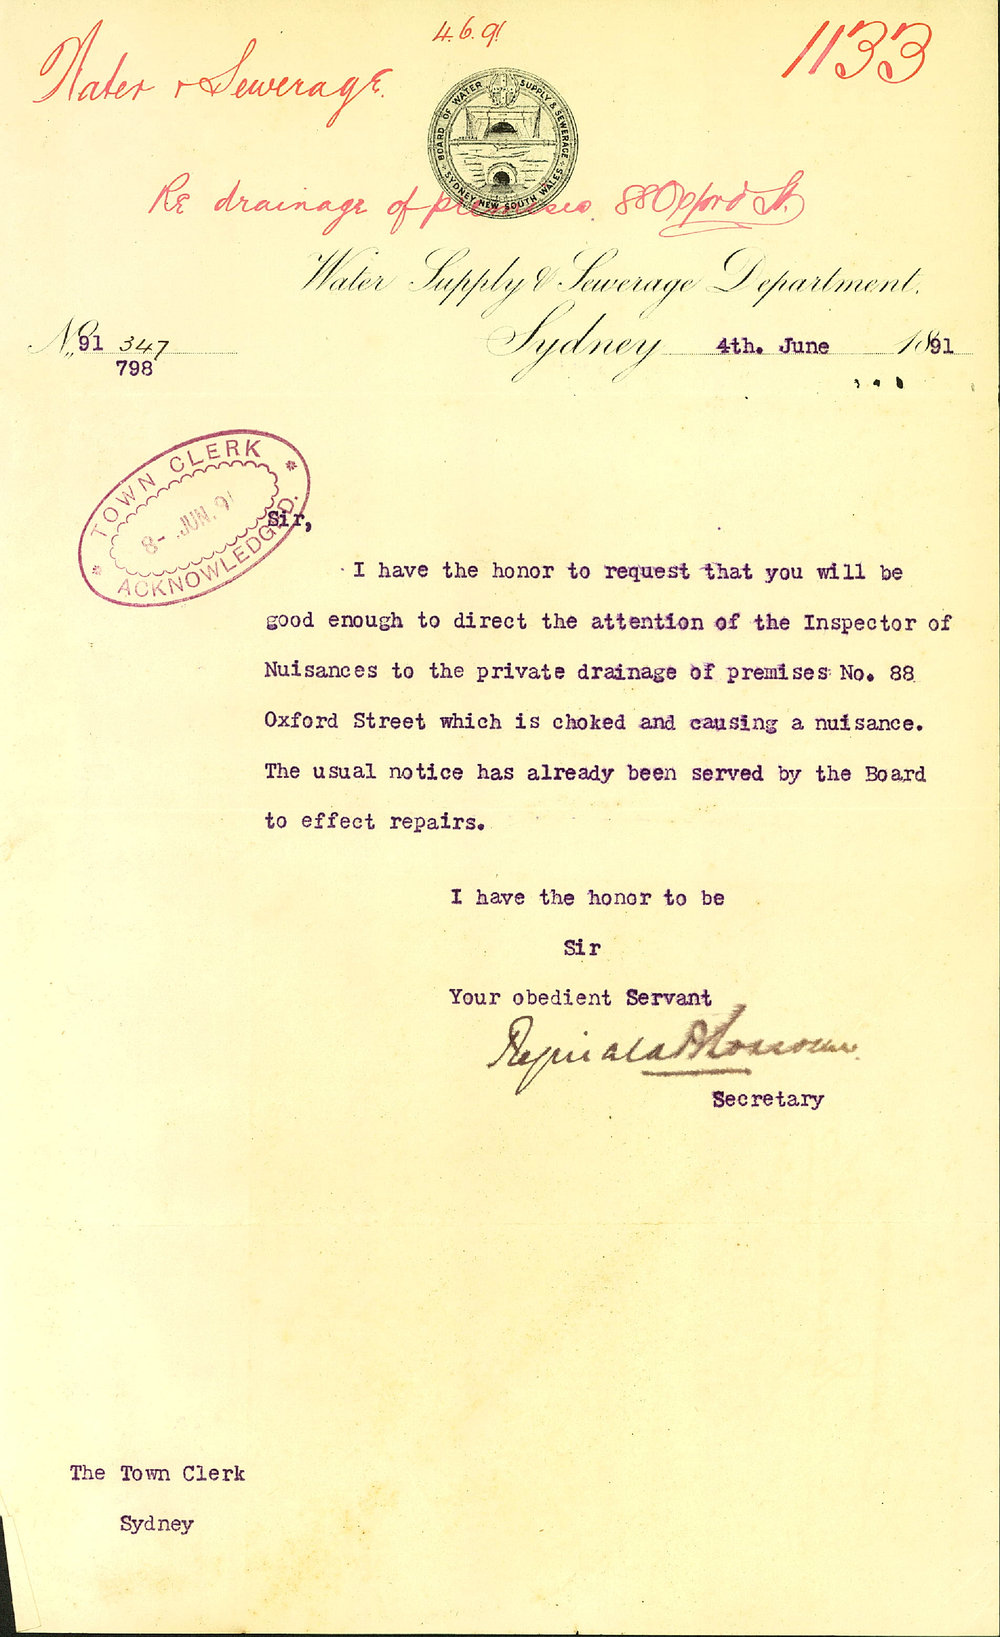 4.6.91
1133
Water & Sewerage.
BOARD OF WATER SUPPLY & SEWERAGE
SYDNEY NEW SOUTH WALES
Re drainage of premises. 88 Oxford St.
Water Supply & Sewerage Department.
No. 91 347
798
Sydney 4th. June 1891
TOWN CLERK
8- JUN. 91
ACKNOWLEDGED.
Sir,
I have the honor to request that you will be
good enough to direct the attention of the Inspector of
Nuisances to the private drainage of premises No. 88
Oxford Street which is choked and causing a nuisance.
The usual notice has already been served by the Board
to effect repairs.
I have the honor to be
Sir
Your obedient Servant
Reginald
Secretary
The Town Clerk
Sydney